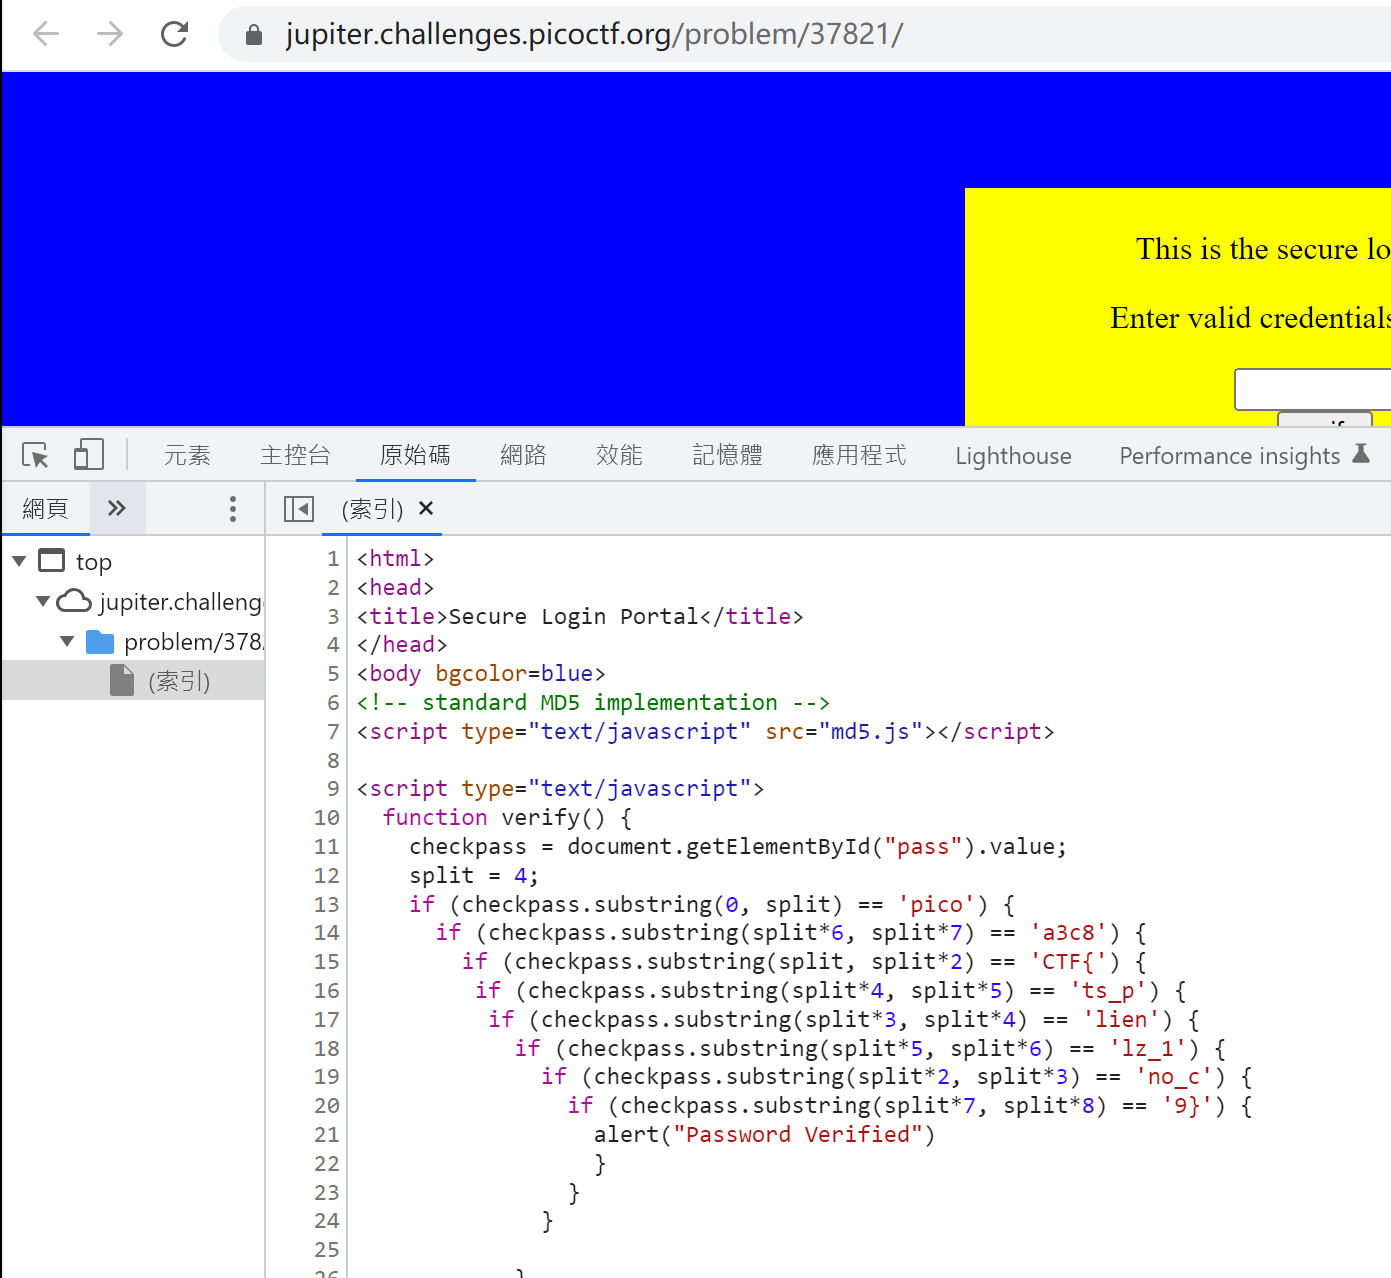 jupiter.challenges.picoctf.org/problem/37821/
This is the secure lo
Enter valid credentials
元素 主控台 原始碼 網路 效能 記憶體 應用程式 Lighthouse Performance insights
網頁 (索引)
top
jupiter.challeng
problem/378
(索引)
1 <html>
2 <head>
3 <title>Secure Login Portal</title>
4 </head>
5 <body bgcolor=blue>
6 <!-- standard MD5 implementation -->
7 <script type="text/javascript" src="md5.js"></script>
8
9 <script type="text/javascript">
10 function verify() {
11 checkpass = document.getElementById("pass").value;
12 split = 4;
13 if (checkpass.substring(0, split) == 'pico') {
14 if (checkpass.substring(split*6, split*7) == 'a3c8') {
15 if (checkpass.substring(split, split*2) == 'CTF{') {
16 if (checkpass.substring(split*4, split*5) == 'ts_p') {
17 if (checkpass.substring(split*3, split*4) == 'lien') {
18 if (checkpass.substring(split*5, split*6) == 'lz_1') {
19 if (checkpass.substring(split*2, split*3) == 'no_c') {
20 if (checkpass.substring(split*7, split*8) == '9}') {
21 alert("Password Verified")
22 }
23 }
24 }
25
26 }